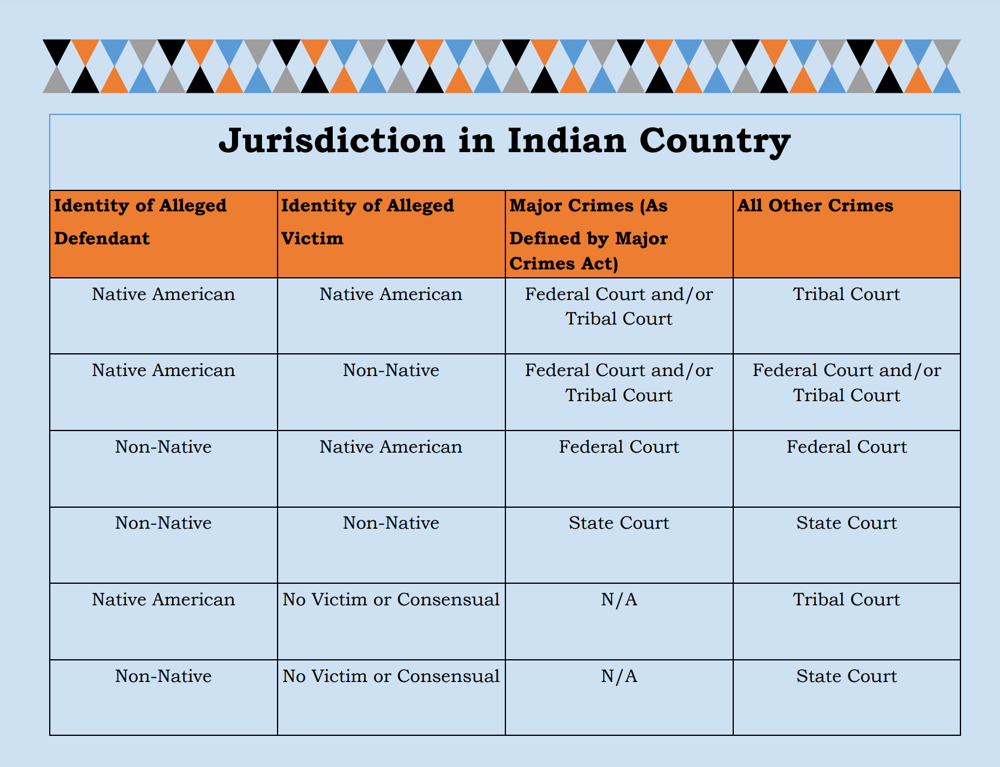 Jurisdiction in Indian Country
Identity of Alleged
Defendant
Identity of Alleged
Victim
Major Crimes (As
Defined by Major
Crimes Act)
All Other Crimes
Native American
Native American
Federal Court and/or
Tribal Court
Tribal Court
Native American
Non-Native
Federal Court and/or
Tribal Court
Federal Court and/or
Tribal Court
Non-Native
Native American
Federal Court
Federal Court
Non-Native
Non-Native
State Court
State Court
Native American
No Victim or Consensual
N/A
Tribal Court
Non-Native
No Victim or Consensual
N/A
State Court